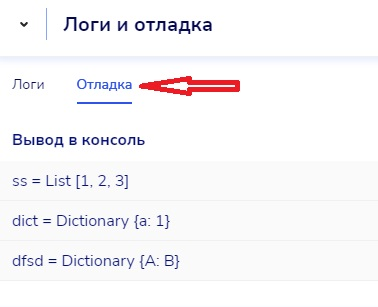 Логи и отладка
Логи Отладка
Вывод в консоль
ss = List [1, 2, 3]
dict = Dictionary {a: 1}
dfsd = Dictionary {A: B}